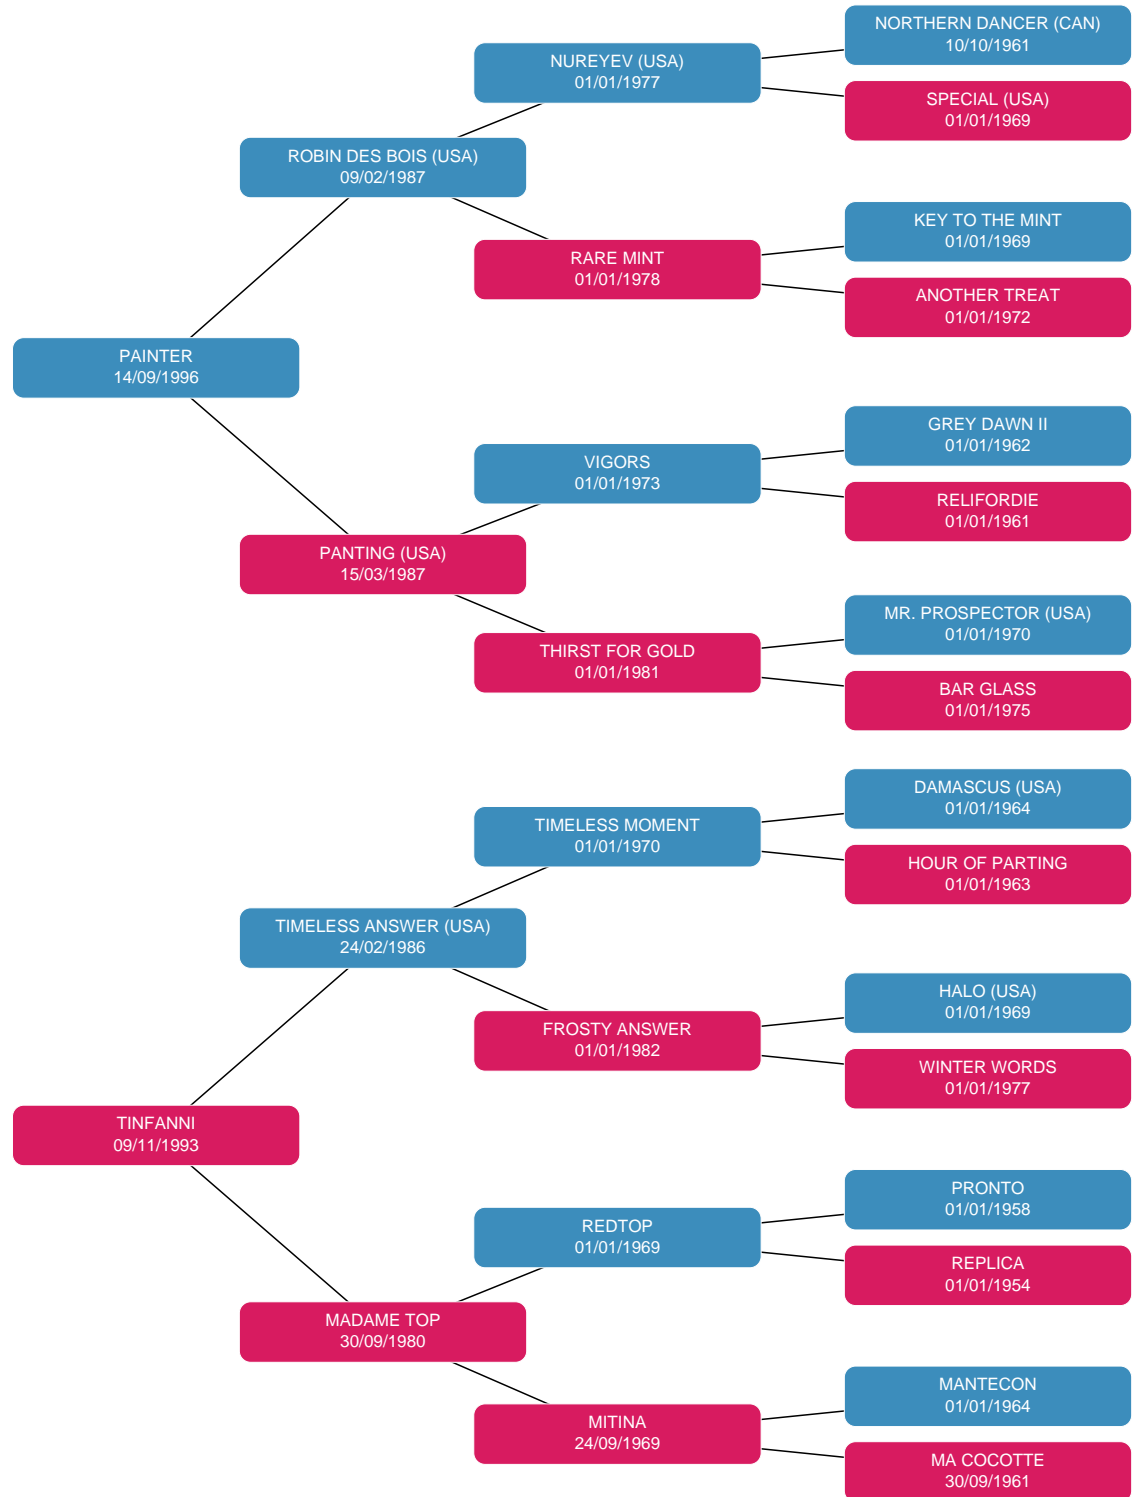 NORTHERN DANCER (CAN)
10/10/1961
NUREYEV (USA)
01/01/1977
SPECIAL (USA)
01/01/1969
ROBIN DES BOIS (USA)
09/02/1987
KEY TO THE MINT
01/01/1969
RARE MINT
01/01/1978
ANOTHER TREAT
01/01/1972
PAINTER
14/09/1996
GREY DAWN II
01/01/1962
VIGORS
01/01/1973
RELIFORDIE
01/01/1961
PANTING (USA)
15/03/1987
MR. PROSPECTOR (USA)
01/01/1970
THIRST FOR GOLD
01/01/1981
BAR GLASS
01/01/1975
DAMASCUS (USA)
01/01/1964
TIMELESS MOMENT
01/01/1970
HOUR OF PARTING
01/01/1963
TIMELESS ANSWER (USA)
24/02/1986
HALO (USA)
01/01/1969
FROSTY ANSWER
01/01/1982
WINTER WORDS
01/01/1977
TINFANNI
09/11/1993
PRONTO
01/01/1958
REDTOP
01/01/1969
REPLICA
01/01/1954
MADAME TOP
30/09/1980
MANTECON
01/01/1964
MITINA
24/09/1969
MA COCOTTE
30/09/1961